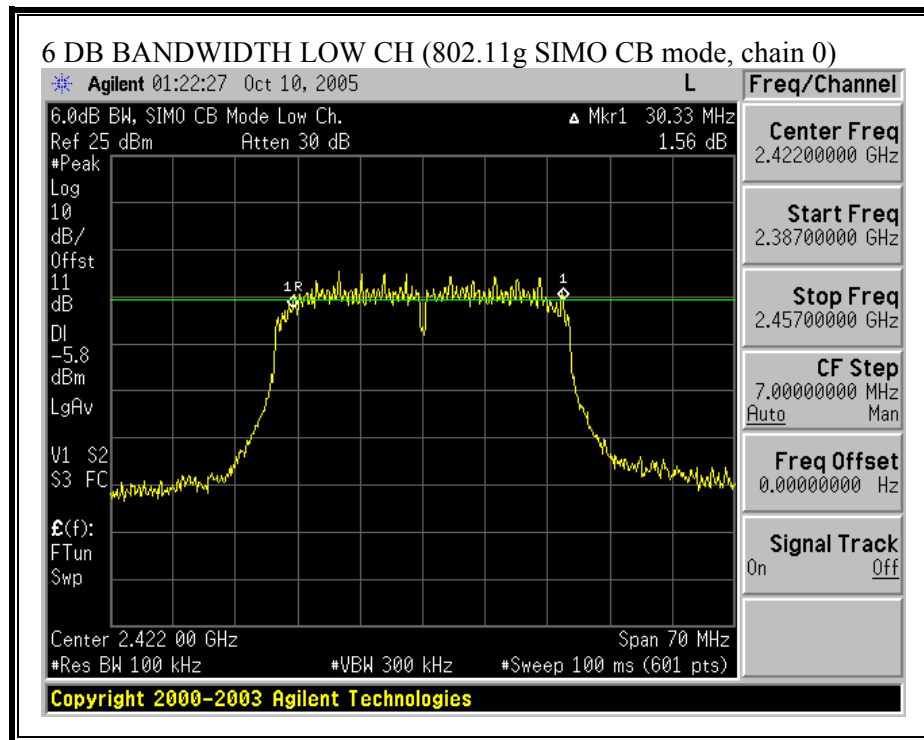 6 DB BANDWIDTH LOW CH (802.11g SIMO CB mode, chain 0)
Agilent 01:22:27 Oct 10, 2005 L
6.0dB BW, SIMO CB Mode Low Ch. Δ Mkr1 30.33 MHz
Ref 25 dBm Atten 30 dB 1.56 dB
#Peak
Log
10
dB/
Offst
11
dB
DI
-5.8
dBm
LgAv
V1 S2
S3 FC
£(f):
FTun
Swp
1R
1
Center 2.422 00 GHz Span 70 MHz
#Res BW 100 kHz #VBW 300 kHz #Sweep 100 ms (601 pts)
Copyright 2000-2003 Agilent Technologies
Freq/Channel
Center Freq
2.42200000 GHz
Start Freq
2.38700000 GHz
Stop Freq
2.45700000 GHz
CF Step
7.00000000 MHz
Auto Man
Freq Offset
0.00000000 Hz
Signal Track
On Off